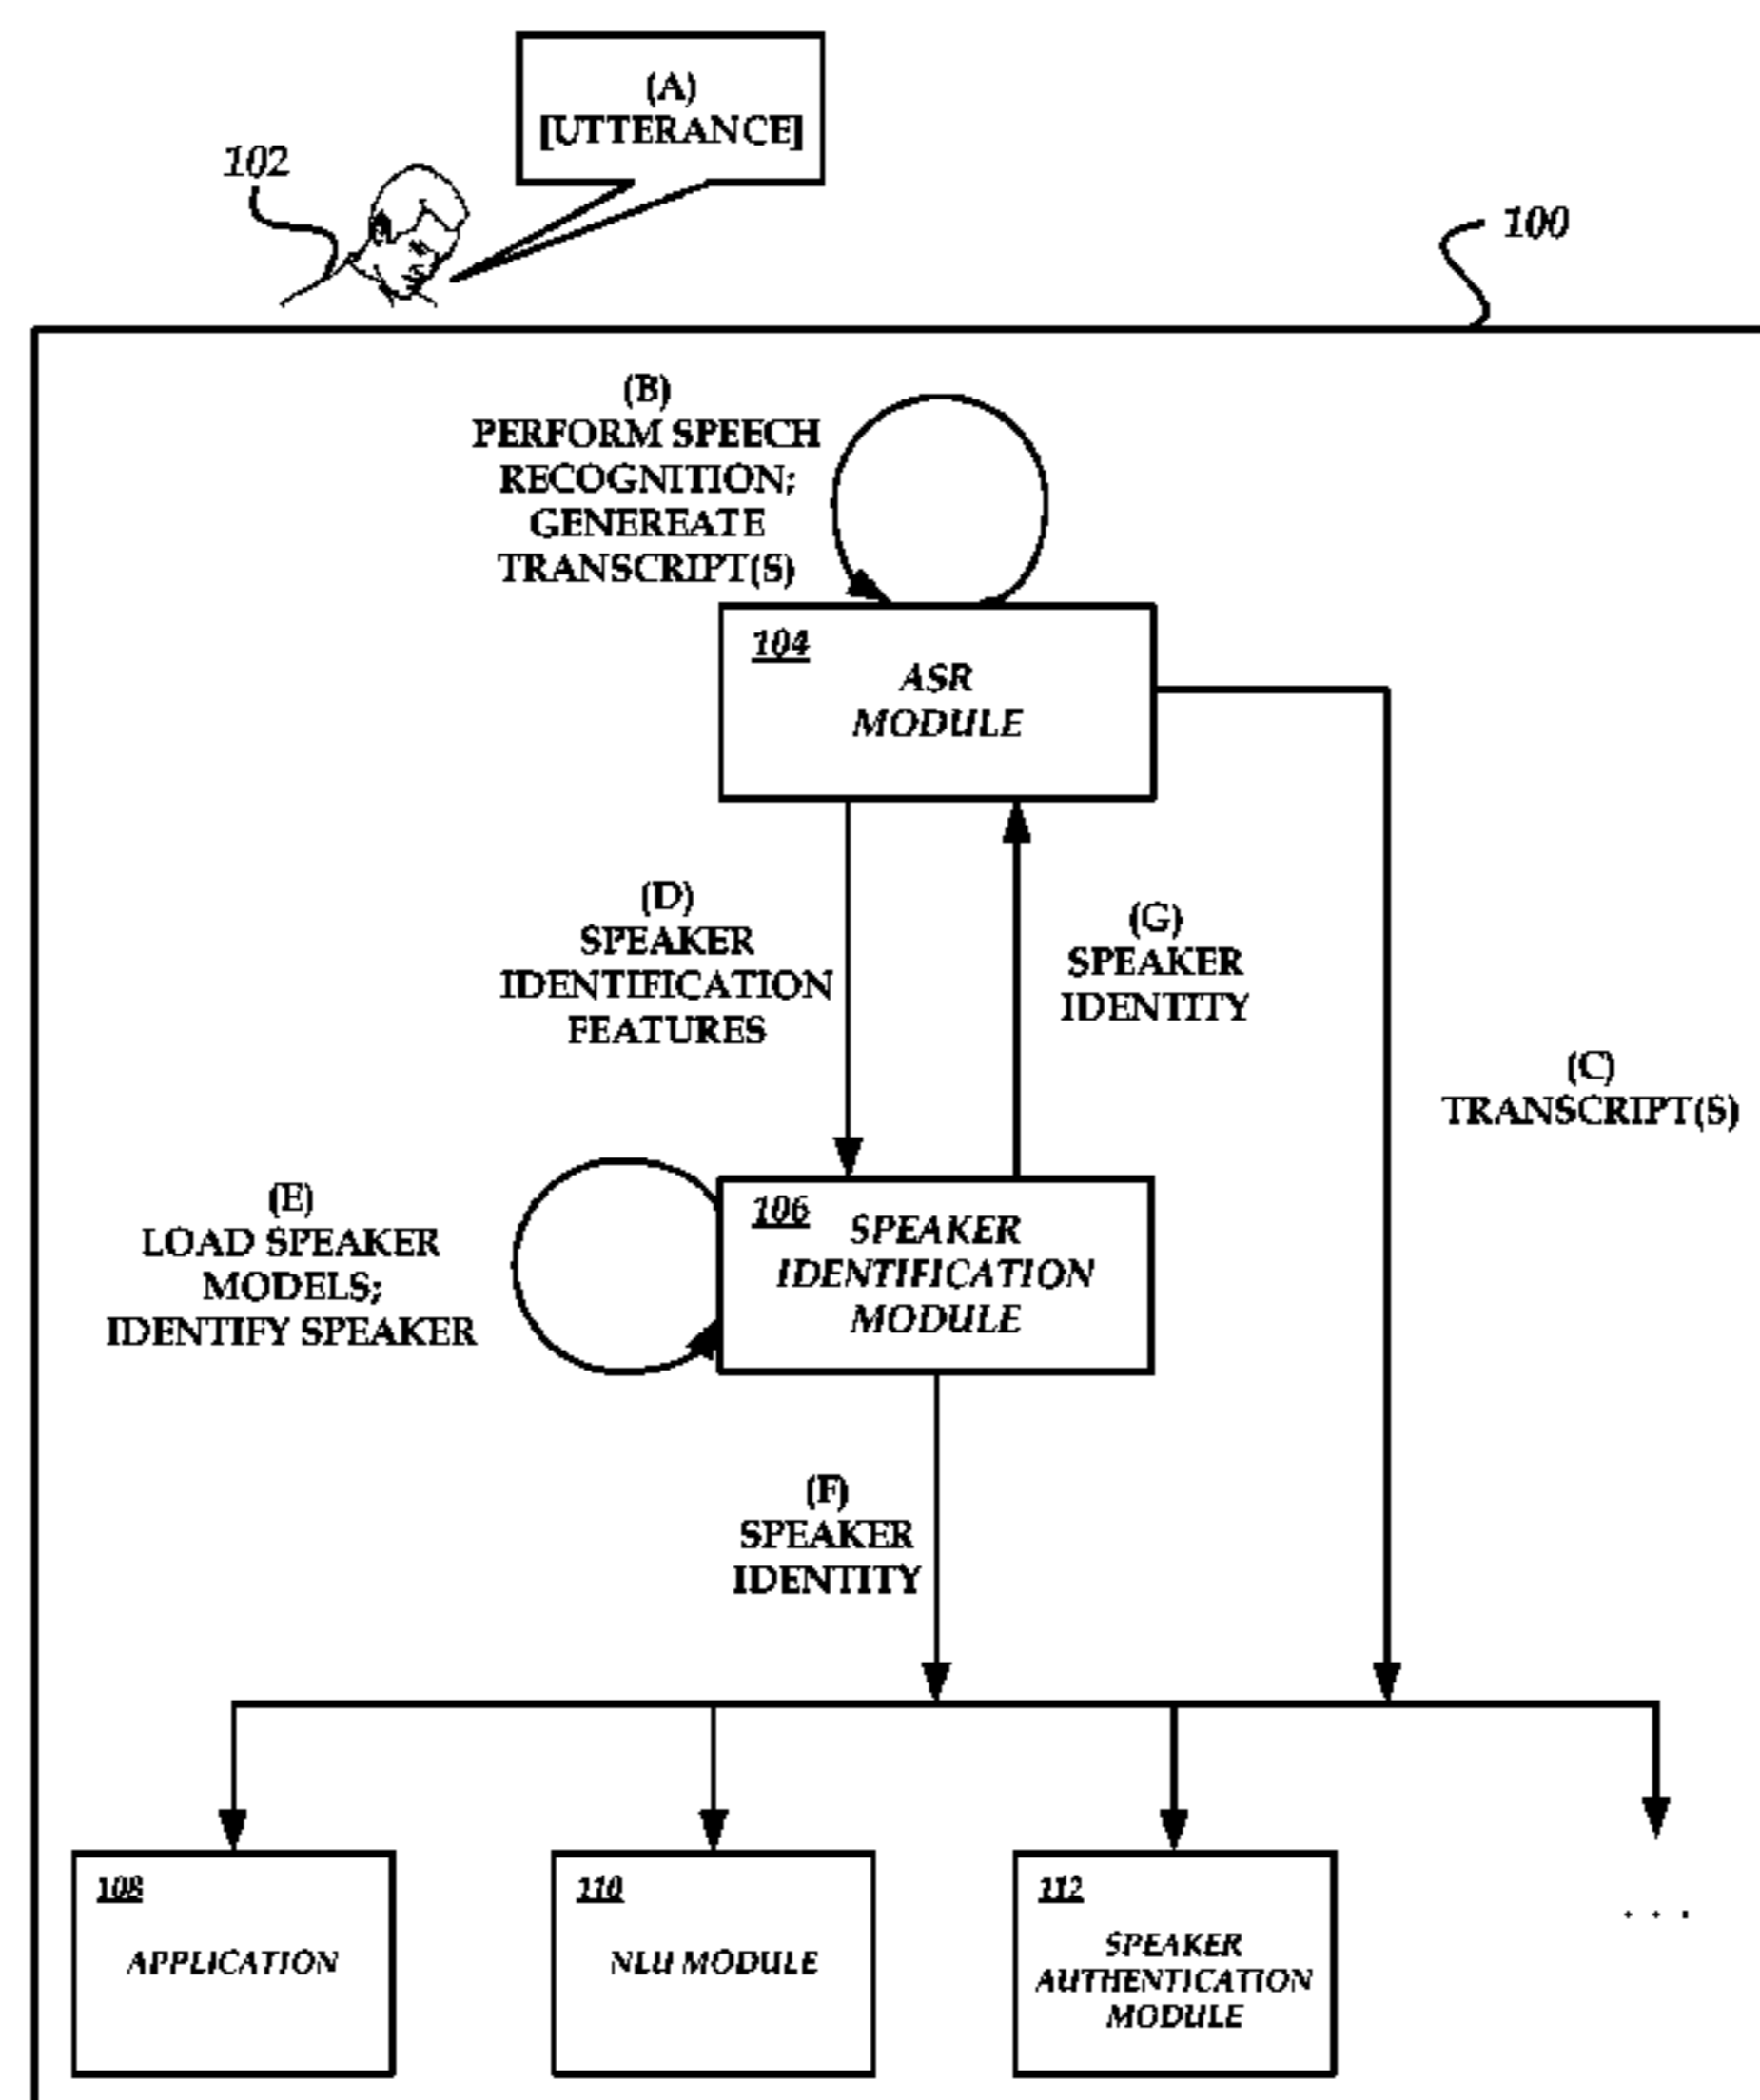 (A)
[UTTERANCE]
102
100
(B)
PERFORM SPEECH
RECOGNITION;
GENEREATE
TRANSCRIPT(S)
104
ASR
MODULE
(D)
SPEAKER
IDENTIFICATION
FEATURES
(G)
SPEAKER
IDENTITY
(C)
TRANSCRIPT(S)
(E)
LOAD SPEAKER
MODELS;
IDENTIFY SPEAKER
106
SPEAKER
IDENTIFICATION
MODULE
(F)
SPEAKER
IDENTITY
108
APPLICATION
110
NLU MODULE
112
SPEAKER
AUTHENTICATION
MODULE
. . .